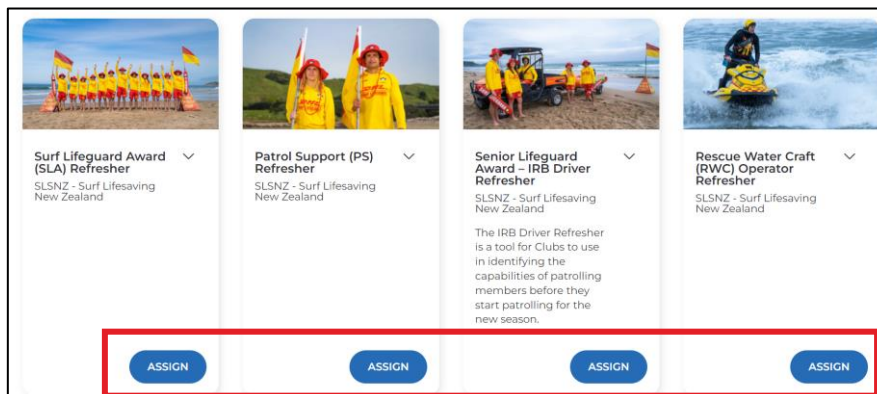 Surf Lifeguard Award
(SLA) Refresher
SLSNZ - Surf Lifesaving
New Zealand
ASSIGN
Patrol Support (PS)
Refresher
SLSNZ - Surf Lifesaving
New Zealand
ASSIGN
Senior Lifeguard
Award – IRB Driver
Refresher
SLSNZ - Surf Lifesaving
New Zealand
The IRB Driver Refresher
is a tool for Clubs to use
in identifying the
capabilities of patrolling
members before they
start patrolling for the
new season.
ASSIGN
Rescue Water Craft
(RWC) Operator
Refresher
SLSNZ - Surf Lifesaving
New Zealand
ASSIGN